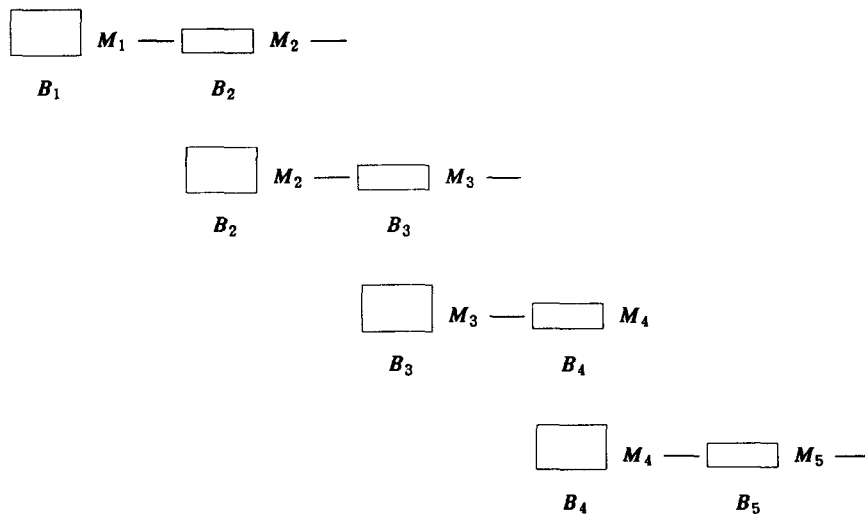 M₁ M₂
B₁ B₂
M₂ M₃
B₂ B₃
M₃ M₄
B₃ B₄
M₄ M₅
B₄ B₅